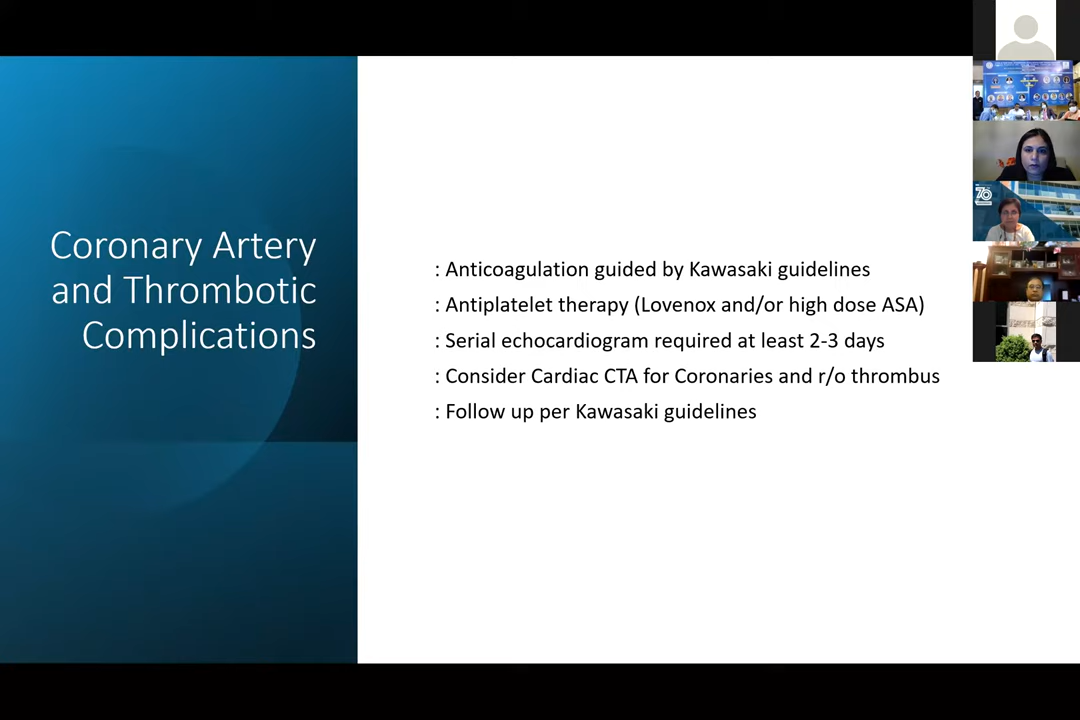 Coronary Artery
and Thrombotic
Complications
: Anticoagulation guided by Kawasaki guidelines
: Antiplatelet therapy (Lovenox and/or high dose ASA)
: Serial echocardiogram required at least 2-3 days
: Consider Cardiac CTA for Coronaries and r/o thrombus
: Follow up per Kawasaki guidelines
70